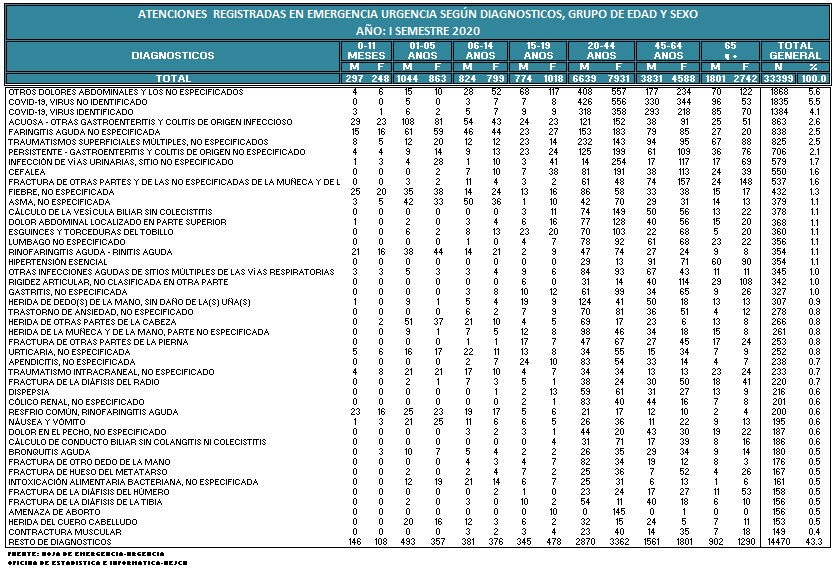 ATENCIONES REGISTRADAS EN EMERGENCIA URGENCIA SEGÚN DIAGNOSTICOS, GRUPO DE EDAD Y SEXO
AÑO: I SEMESTRE 2020
DIAGNOSTICOS 0-11 MESES 01-05 AÑOS 06-14 AÑOS 15-19 AÑOS 20-44 AÑOS 45-64 AÑOS 65 y + TOTAL GENERAL
M F M F M F M F M F M F M F N %
TOTAL 297 248 1044 863 824 799 774 1018 6639 7931 3831 4588 1801 2742 33399 100.0
OTROS DOLORES ABDOMINALES Y LOS NO ESPECIFICADOS 4 6 15 10 28 52 68 117 408 557 177 234 70 122 1868 5.6
COVID-19, VIRUS NO IDENTIFICADO 0 0 5 0 3 7 7 8 426 556 330 344 96 53 1835 5.5
COVID-19, VIRUS IDENTIFICADO 3 1 6 2 5 7 9 9 318 358 293 218 85 70 1384 4.1
ACUOSA - OTRAS GASTROENTERITIS Y COLITIS DE ORIGEN INFECCIOSO 29 23 108 81 54 43 24 23 121 152 38 91 25 51 863 2.6
FARINGITIS AGUDA NO ESPECIFICADA 15 16 61 59 46 44 23 27 153 183 79 85 27 20 838 2.5
TRAUMATISMOS SUPERFICIALES MÚLTIPLES, NO ESPECIFICADOS 8 5 12 20 12 12 23 14 232 143 94 95 67 88 825 2.5
PERSISTENTE - GASTROENTERITIS Y COLITIS DE ORIGEN NO ESPECIFICADO 4 4 9 14 9 13 23 24 125 199 61 109 36 76 706 2.1
INFECCIÓN DE VÍAS URINARIAS, SITIO NO ESPECIFICADO 1 3 4 28 1 10 3 41 14 254 17 117 17 69 579 1.7
CEFALEA 0 0 0 2 7 10 7 38 81 191 38 113 24 39 550 1.6
FRACTURA DE OTRAS PARTES Y DE LAS NO ESPECIFICADAS DE LA MUÑECA Y DE L 0 0 3 2 11 4 3 2 61 48 74 157 24 148 537 1.6
FIEBRE, NO ESPECIFICADA 25 20 35 38 14 24 13 16 86 58 33 38 15 17 432 1.3
ASMA, NO ESPECIFICADA 3 5 42 33 50 36 1 10 42 70 29 31 14 13 379 1.1
CÁLCULO DE LA VESÍCULA BILIAR SIN COLECISTITIS 0 0 0 0 0 0 3 11 74 149 50 56 13 22 378 1.1
DOLOR ABDOMINAL LOCALIZADO EN PARTE SUPERIOR 1 0 2 0 3 4 6 16 77 128 40 56 15 20 368 1.1
ESGUINCES Y TORCEDURAS DEL TOBILLO 0 0 6 2 8 13 23 20 70 103 22 68 5 20 360 1.1
LUMBAGO NO ESPECIFICADO 0 0 0 0 1 0 4 7 78 92 61 68 23 22 356 1.1
RINOFARINGITIS AGUDA - RINITIS AGUDA 21 16 38 44 14 21 2 9 47 74 27 24 9 8 354 1.1
HIPERTENSIÓN ESENCIAL 0 0 0 0 0 0 0 0 29 13 91 71 60 90 354 1.1
OTRAS INFECCIONES AGUDAS DE SITIOS MÚLTIPLES DE LAS VÍAS RESPIRATORIAS 3 3 5 3 3 4 9 6 84 93 67 43 11 11 345 1.0
RIGIDEZ ARTICULAR, NO CLASIFICADA EN OTRA PARTE 0 0 0 0 0 0 6 0 31 14 40 114 29 108 342 1.0
GASTRITIS, NO ESPECIFICADA 0 0 0 3 8 10 12 61 99 34 65 9 26 327 1.0
HERIDA DE DEDO(S) DE LA MANO, SIN DAÑO DE LA(S) UÑA(S) 1 0 9 1 5 4 19 9 124 41 50 18 13 13 307 0.9
TRASTORNO DE ANSIEDAD, NO ESPECIFICADO 0 0 0 0 6 2 7 9 70 81 36 51 4 12 278 0.8
HERIDA DE OTRAS PARTES DE LA CABEZA 0 2 51 37 21 10 4 5 69 17 23 6 13 8 266 0.8
HERIDA DE LA MUÑECA Y DE LA MANO, PARTE NO ESPECIFICADA 0 0 9 1 7 5 12 8 98 46 34 18 15 8 261 0.8
FRACTURA DE OTRAS PARTES DE LA PIERNA 0 0 0 0 1 1 17 7 47 67 27 45 17 24 253 0.8
URTICARIA, NO ESPECIFICADA 5 6 16 17 22 11 13 8 34 55 15 34 7 9 252 0.8
APENDICITIS, NO ESPECIFICADA 0 0 0 0 2 7 24 10 83 54 33 14 4 7 238 0.7
TRAUMATISMO INTRACRANEAL, NO ESPECIFICADO 4 8 21 21 17 10 4 7 34 34 13 13 23 24 233 0.7
FRACTURA DE LA DIÁFISIS DEL RADIO 0 0 2 1 7 3 5 1 38 24 30 50 18 41 220 0.7
DISPEPSIA 0 0 0 0 0 0 2 13 59 61 31 27 13 9 216 0.6
CÓLICO RENAL, NO ESPECIFICADO 0 0 0 0 0 0 2 1 83 40 44 16 7 8 201 0.6
RESFRIO COMÚN, RINOFARINGITIS AGUDA 23 16 25 23 19 17 5 6 21 17 12 10 2 4 200 0.6
NÁUSEA Y VÓMITO 1 3 21 25 11 6 6 5 26 36 11 22 9 13 195 0.6
DOLOR EN EL PECHO, NO ESPECIFICADO 0 0 0 0 3 2 3 1 44 20 43 30 19 22 187 0.6
CÁLCULO DE CONDUCTO BILIAR SIN COLANGITIS NI COLECISTITIS 0 0 0 0 0 0 0 4 31 71 17 39 8 16 186 0.6
BRONQUITIS AGUDA 0 3 10 7 5 4 2 2 26 35 29 34 9 14 180 0.5
FRACTURA DE OTRO DEDO DE LA MANO 0 0 0 0 4 3 4 7 82 34 19 12 8 3 176 0.5
FRACTURA DE HUESO DEL METATARSO 0 0 2 0 2 4 7 2 25 36 7 52 4 26 167 0.5
INTOXICACIÓN ALIMENTARIA BACTERIANA, NO ESPECIFICADA 0 0 12 19 21 14 6 7 25 31 6 13 1 6 161 0.5
FRACTURA DE LA DIÁFISIS DEL HÚMERO 0 0 0 0 0 2 1 0 23 24 17 27 11 53 158 0.5
FRACTURA DE LA DIÁFISIS DE LA TIBIA 0 0 2 0 3 0 10 2 54 11 40 18 6 10 156 0.5
AMENAZA DE ABORTO 0 0 0 0 0 0 0 10 0 145 0 1 0 0 156 0.5
HERIDA DEL CUERO CABELLUDO 0 0 20 16 12 3 6 2 32 15 24 5 7 11 153 0.5
CONTRACTURA MUSCULAR 0 0 0 0 3 2 3 4 23 40 14 35 7 18 149 0.4
RESTO DE DIAGNOSTICOS 146 108 493 357 381 376 345 478 2870 3362 1561 1801 902 1290 14470 43.3
FUENTE: HOJA DE EMERGENCIA-URGENCIA
OFICINA DE ESTADISTICA E INFORMATICA-HEJCU